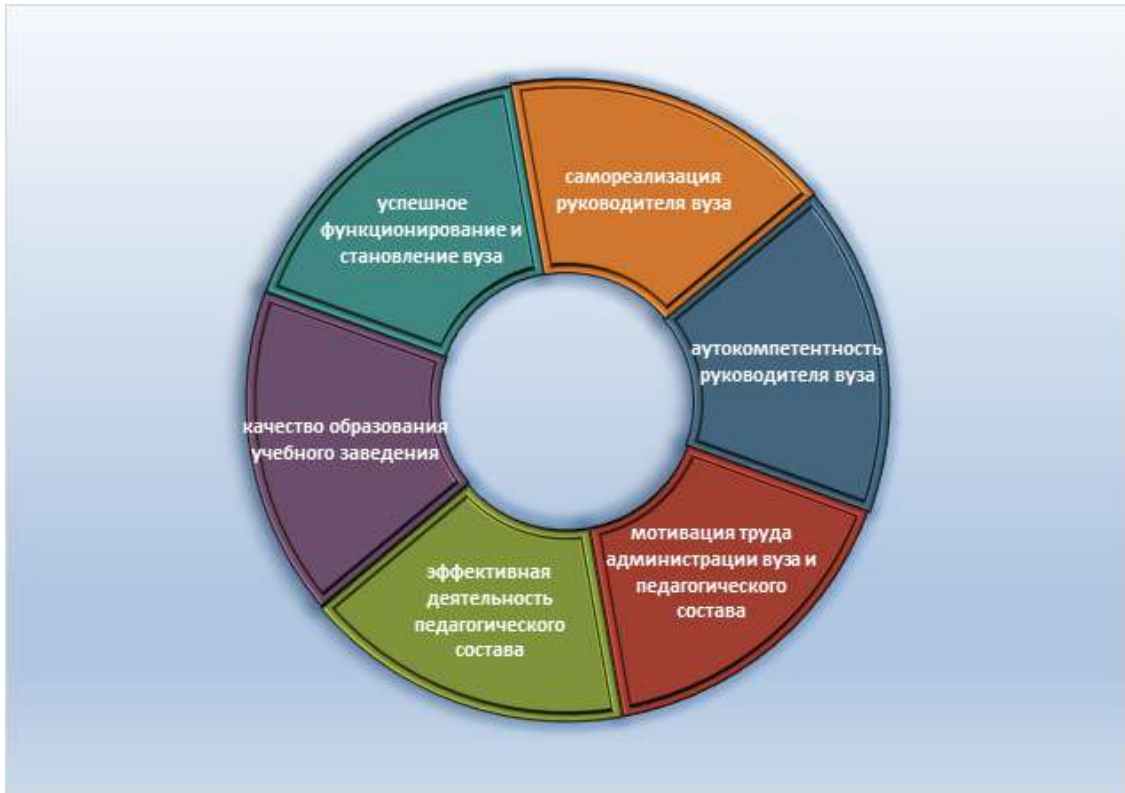 самореализация
руководителя вуза
аутокомпетентность
руководителя вуза
мотивация труда
администрации вуза и
педагогического
состава
эффективная
деятельность
педагогического
состава
качество образования
учебного заведения
успешное
функционирование и
становление вуза